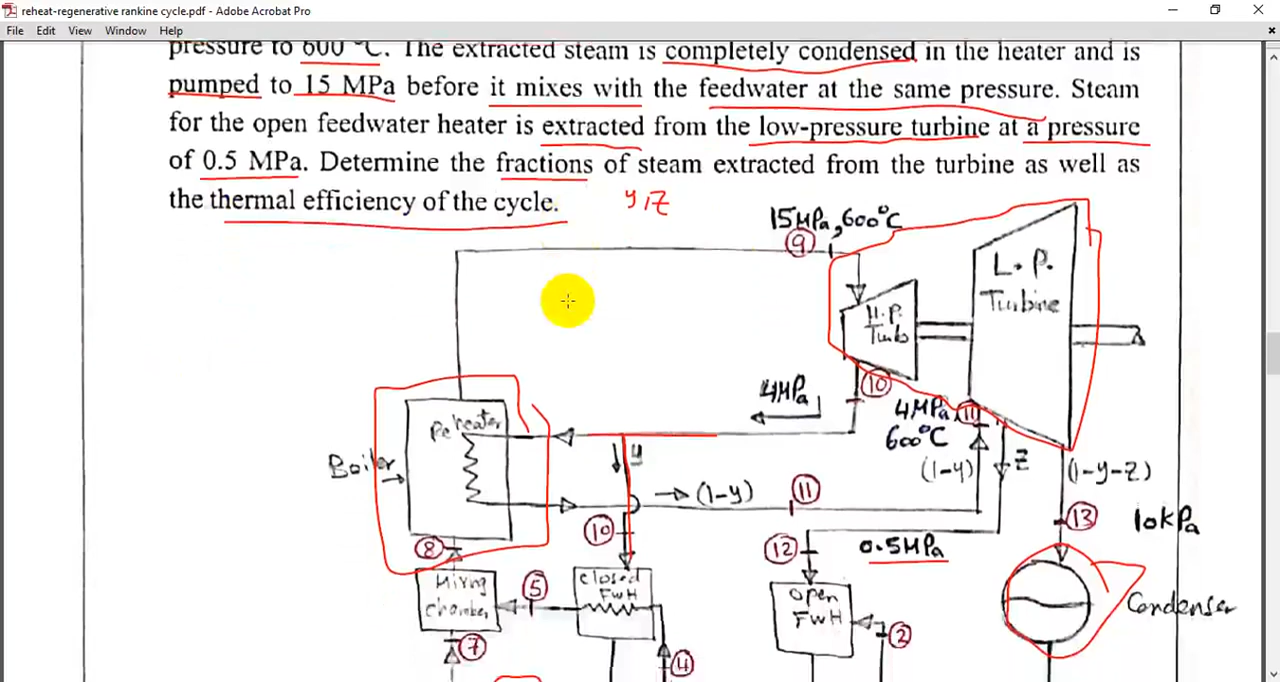 reheat-regenerative rankine cycle.pdf - Adobe Acrobat Pro
File Edit View Window Help
pressure to 600 °C. The extracted steam is completely condensed in the heater and is
pumped to 15 MPa before it mixes with the feedwater at the same pressure. Steam
for the open feedwater heater is extracted from the low-pressure turbine at a pressure
of 0.5 MPa. Determine the fractions of steam extracted from the turbine as well as
the thermal efficiency of the cycle. y, z
15 MPa, 600°C
9
L.P.
Turbine
H.P.
Turb
10
4MPa
4MPa 11
600°C
Reheater
Boiler
y
(1-y) z (1-y-z)
(1-y) 11
10
13 10kPa
12 0.5MPa
8
Mixing
chamber
5
Closed
FWH
Open
FWH
2
Condenser
7
4